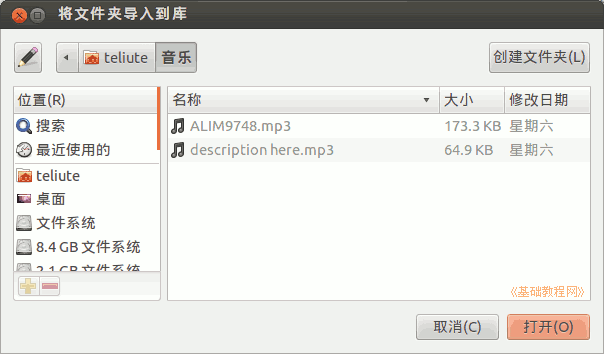 将文件夹导入到库
teliute 音乐 创建文件夹(L)
位置(R) 名称 大小 修改日期
搜索 ALIM9748.mp3 173.3 KB 星期六
最近使用的 description here.mp3 64.9 KB 星期六
teliute
桌面
文件系统
8.4 GB 文件系统
2.1 GB 文件系统
《基础教程网》
取消(C) 打开(O)